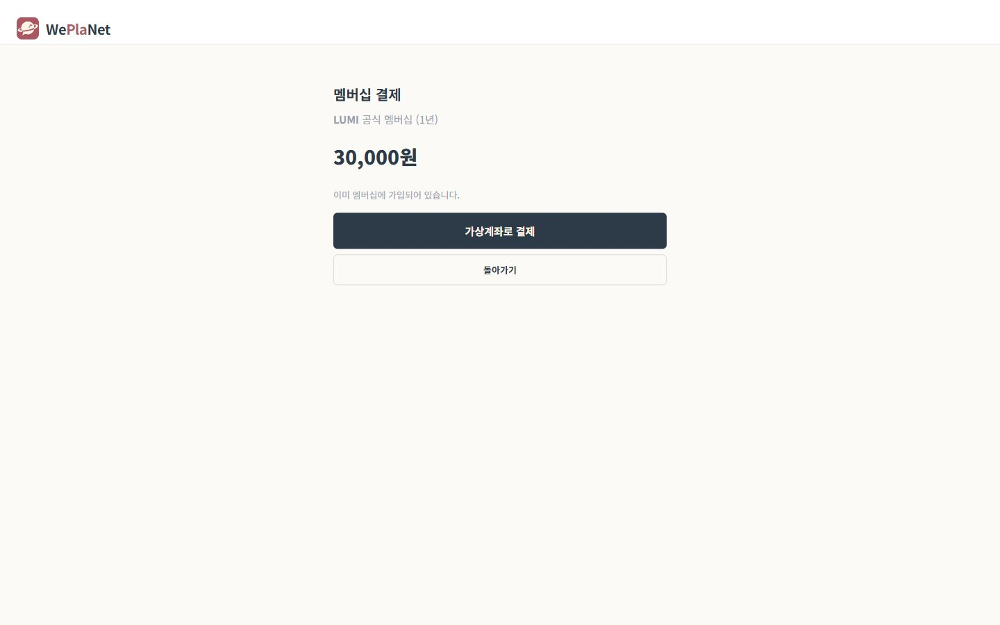 WePlaNet
멤버십 결제
LUMI 공식 멤버십 (1년)
30,000원
이미 멤버십에 가입되어 있습니다.
가상계좌로 결제
돌아가기